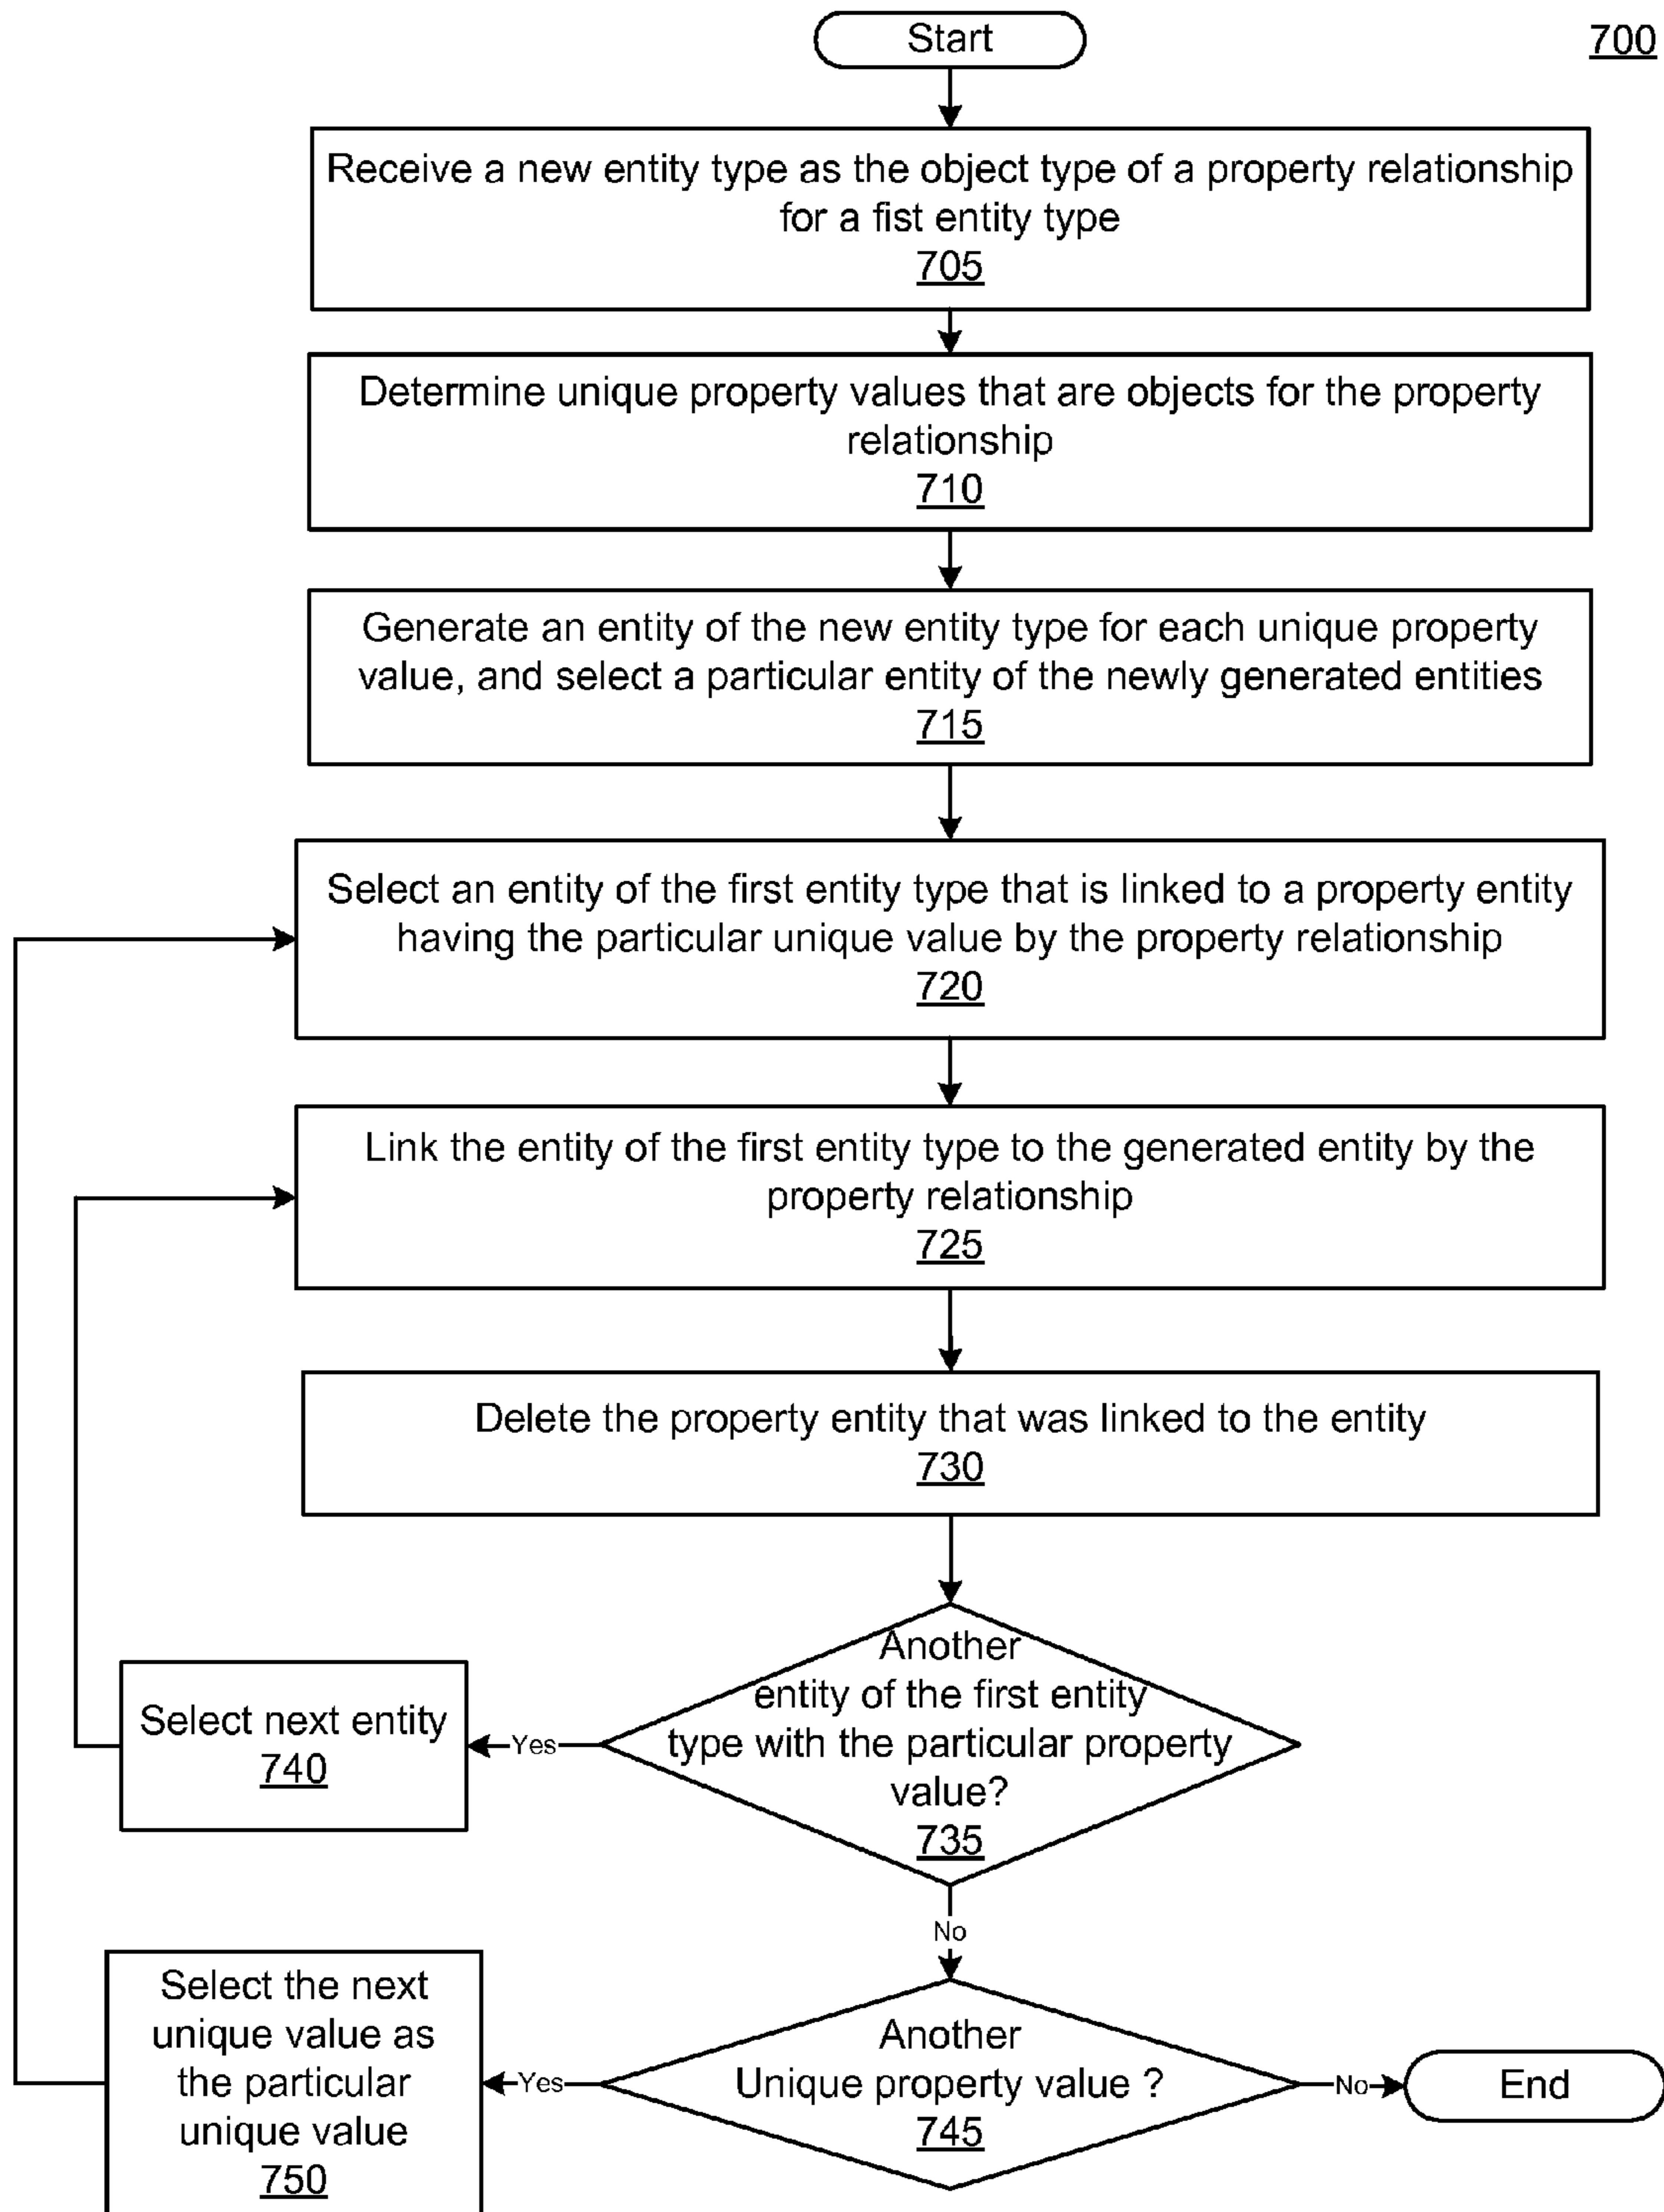 Start
700
Receive a new entity type as the object type of a property relationship
for a fist entity type
705
Determine unique property values that are objects for the property
relationship
710
Generate an entity of the new entity type for each unique property
value, and select a particular entity of the newly generated entities
715
Select an entity of the first entity type that is linked to a property entity
having the particular unique value by the property relationship
720
Link the entity of the first entity type to the generated entity by the
property relationship
725
Delete the property entity that was linked to the entity
730
Another
entity of the first entity
type with the particular property
value?
735
Yes
Select next entity
740
No
Another
Unique property value ?
745
Yes
Select the next
unique value as
the particular
unique value
750
No
End